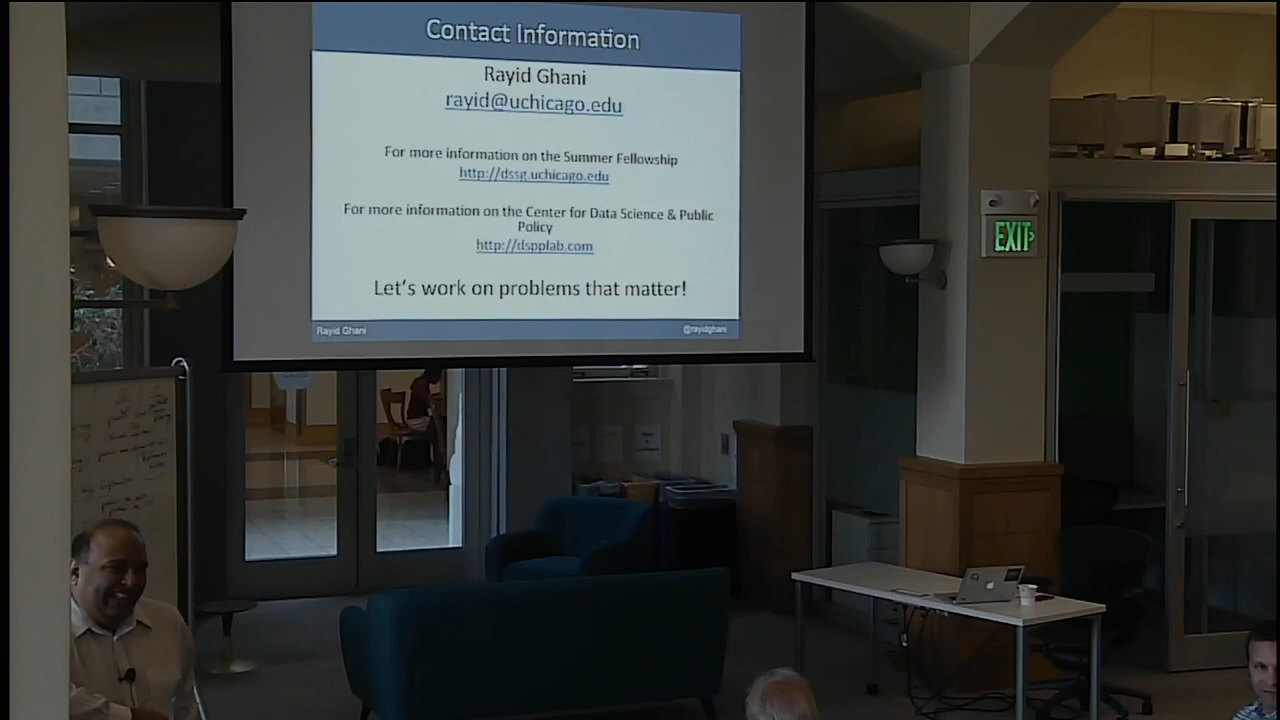 Contact Information
Rayid Ghani
rayid@uchicago.edu
For more information on the Summer Fellowship
http://dssg.uchicago.edu
For more information on the Center for Data Science & Public
Policy
http://dspplab.com
Let's work on problems that matter!
Rayid Ghani
@rayidghani
EXIT